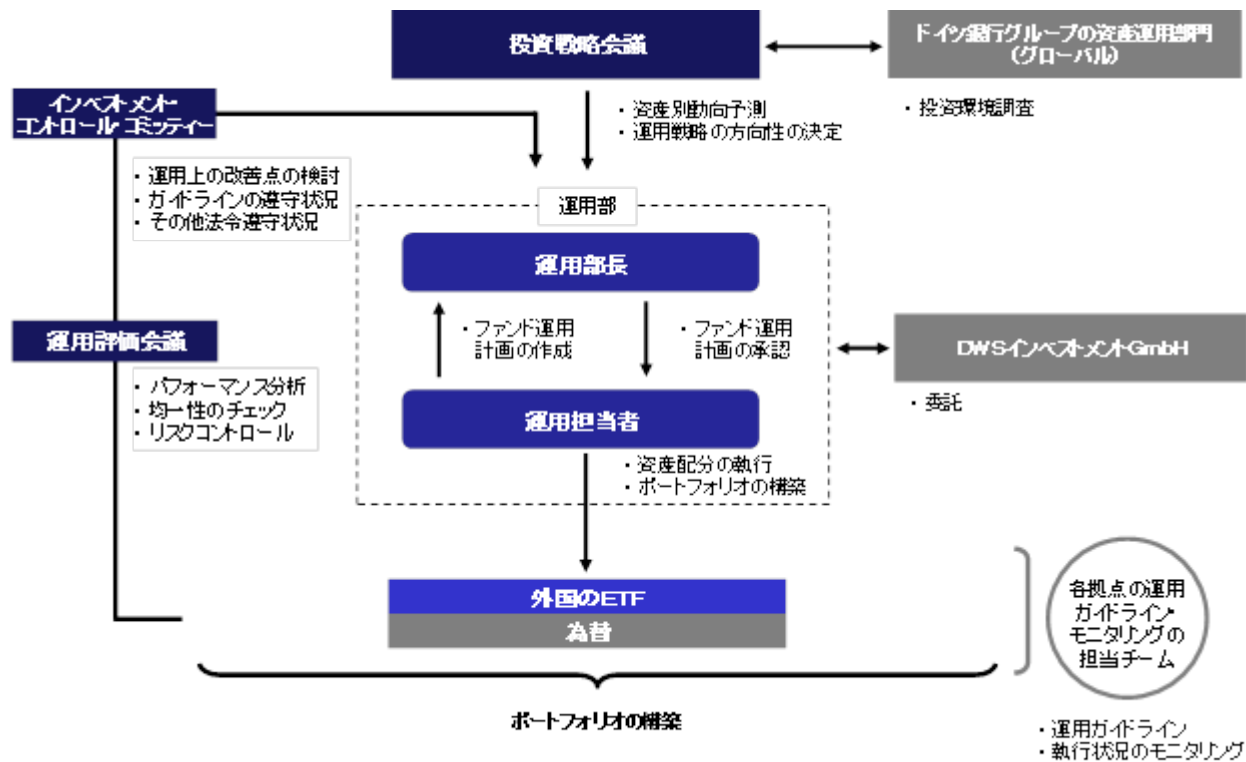 投資戦略会議
ドイツ銀行グループの資産運用部門
(グローバル)
・投資環境調査
インベストメント・
コントロール・コミッティー
・資産別動向予測
・運用戦略の方向性の決定
・運用上の改善点の検討
・ガイドラインの遵守状況
・その他法令遵守状況
運用部
運用部長
・ファンド運用
計画の作成
・ファンド運用
計画の承認
運用評価会議
・パフォーマンス分析
・均一性のチェック
・リスクコントロール
DWSインベストメントGmbH
・委託
運用担当者
・資産配分の執行
・ポートフォリオの構築
外国のETF
為替
各拠点の運用
ガイドライン・
モニタリングの
担当チーム
ポートフォリオの構築
・運用ガイドライン
・執行状況のモニタリング